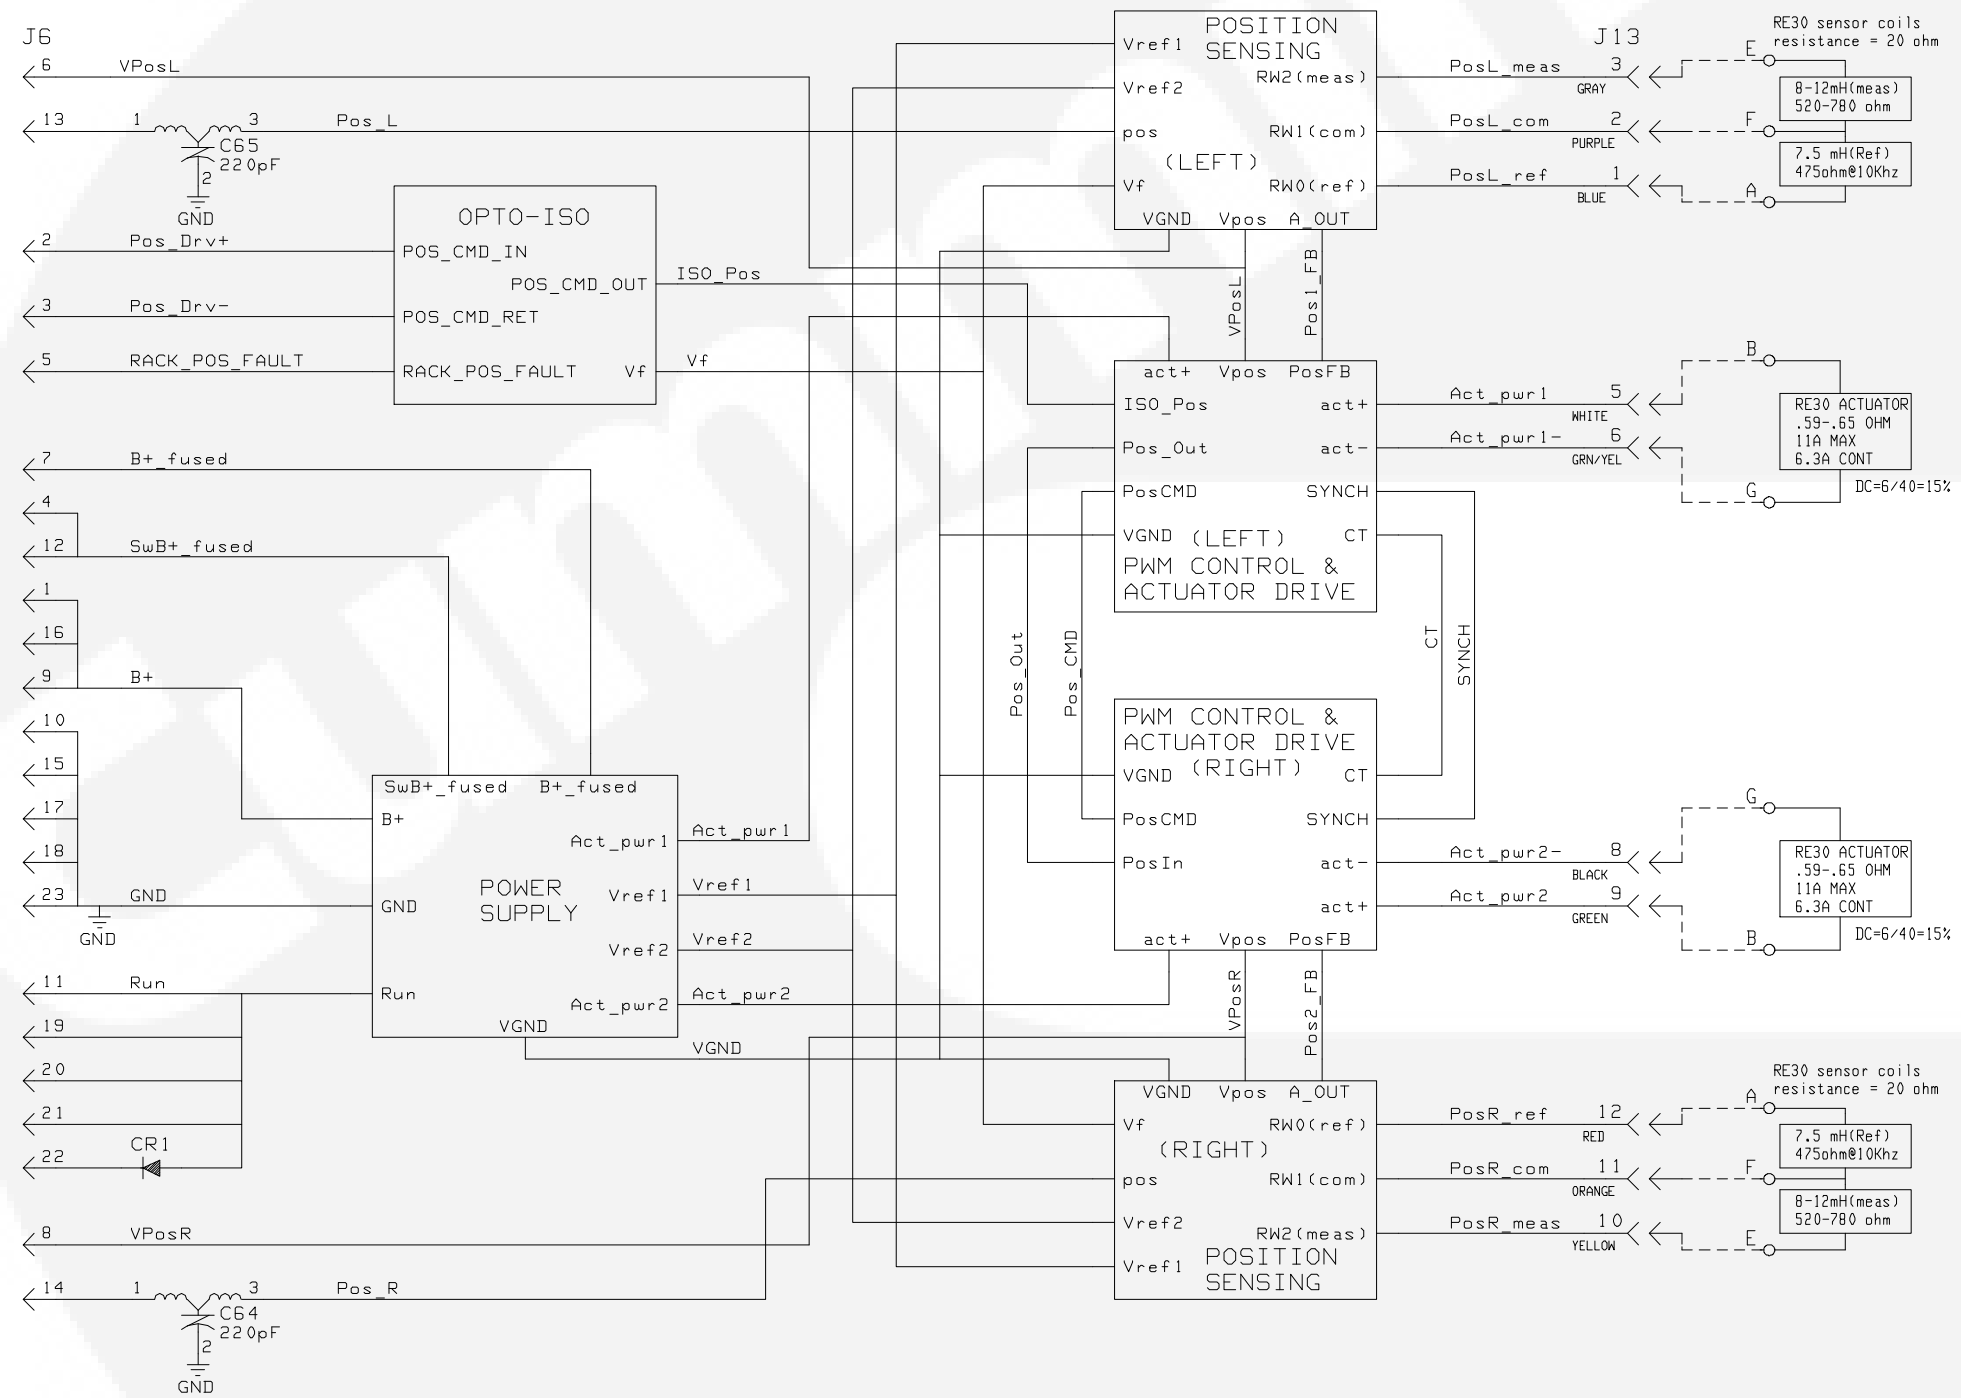 J6
6 VPosL
13 1 3 Pos_L
C65
220pF
2
GND
2 Pos_Drv+
3 Pos_Drv-
5 RACK_POS_FAULT
OPTO-ISO
POS_CMD_IN
POS_CMD_OUT
POS_CMD_RET
RACK_POS_FAULT Vf
ISO_Pos
Vf
7 B+_fused
4
12 SwB+_fused
1
16
9 B+
10
15
17
18
23 GND
GND
11 Run
19
20
21
22 CR1
8 VPosR
14 1 3 Pos_R
C64
220pF
2
GND
SwB+_fused B+_fused
B+
Act_pwr1
POWER
SUPPLY
Vref1
GND
Vref2
Run
Act_pwr2
VGND
Act_pwr1
Vref1
Vref2
Act_pwr2
VGND
POSITION
SENSING
Vref1
RW2(meas)
Vref2
pos RW1(com)
(LEFT)
Vf RW0(ref)
VGND Vpos A_OUT
VPosL
Pos1_FB
act+ Vpos PosFB
ISO_Pos act+
Pos_Out act-
PosCMD SYNCH
VGND (LEFT) CT
PWM CONTROL &
ACTUATOR DRIVE
Pos_Out
Pos_CMD
CT
SYNCH
PWM CONTROL &
ACTUATOR DRIVE
(RIGHT)
VGND CT
PosCMD SYNCH
PosIn act-
act+
act+ Vpos PosFB
VPosR
Pos2_FB
VGND Vpos A_OUT
Vf RW0(ref)
(RIGHT)
pos RW1(com)
Vref2
RW2(meas)
Vref1
POSITION
SENSING
J13
PosL_meas 3
GRAY
PosL_com 2
PURPLE
PosL_ref 1
BLUE
RE30 sensor coils
resistance = 20 ohm
E
8-12mH(meas)
520-780 ohm
F
7.5 mH(Ref)
475ohm@10Khz
A
Act_pwr1 5
WHITE
Act_pwr1- 6
GRN/YEL
B
RE30 ACTUATOR
.59-.65 OHM
11A MAX
6.3A CONT
G
DC=6/40=15%
Act_pwr2- 8
BLACK
Act_pwr2 9
GREEN
G
RE30 ACTUATOR
.59-.65 OHM
11A MAX
6.3A CONT
B
DC=6/40=15%
PosR_ref 12
RED
PosR_com 11
ORANGE
PosR_meas 10
YELLOW
RE30 sensor coils
resistance = 20 ohm
A
7.5 mH(Ref)
475ohm@10Khz
F
8-12mH(meas)
520-780 ohm
E